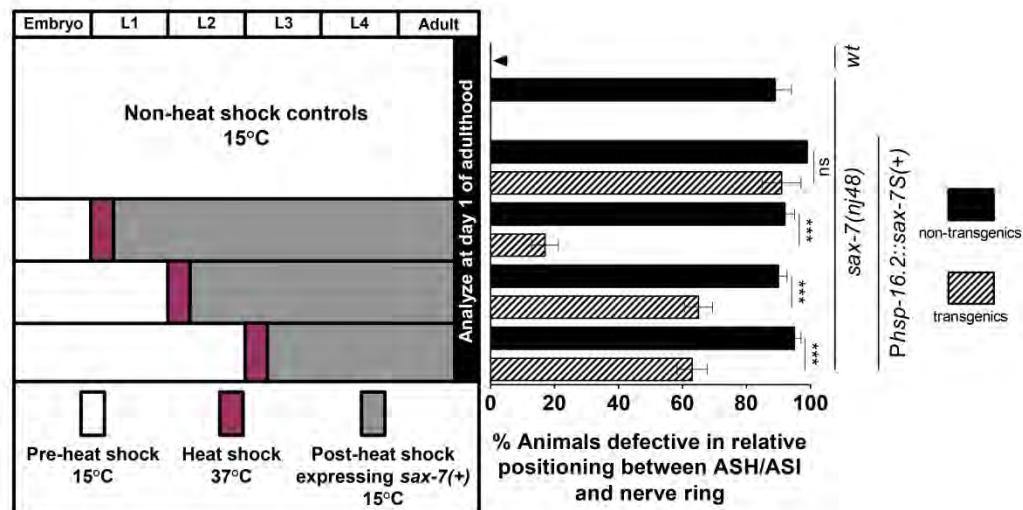 Embryo L1 L2 L3 L4 Adult
Non-heat shock controls
15°C
Analyze at day 1 of adulthood
Pre-heat shock
15°C
Heat shock
37°C
Post-heat shock
expressing sax-7(+)
15°C
wt
ns
***
***
***
sax-7(nj48)
Phsp-16.2::sax-7S(+)
0 20 40 60 80 100
% Animals defective in relative
positioning between ASH/ASI
and nerve ring
non-transgenics
transgenics